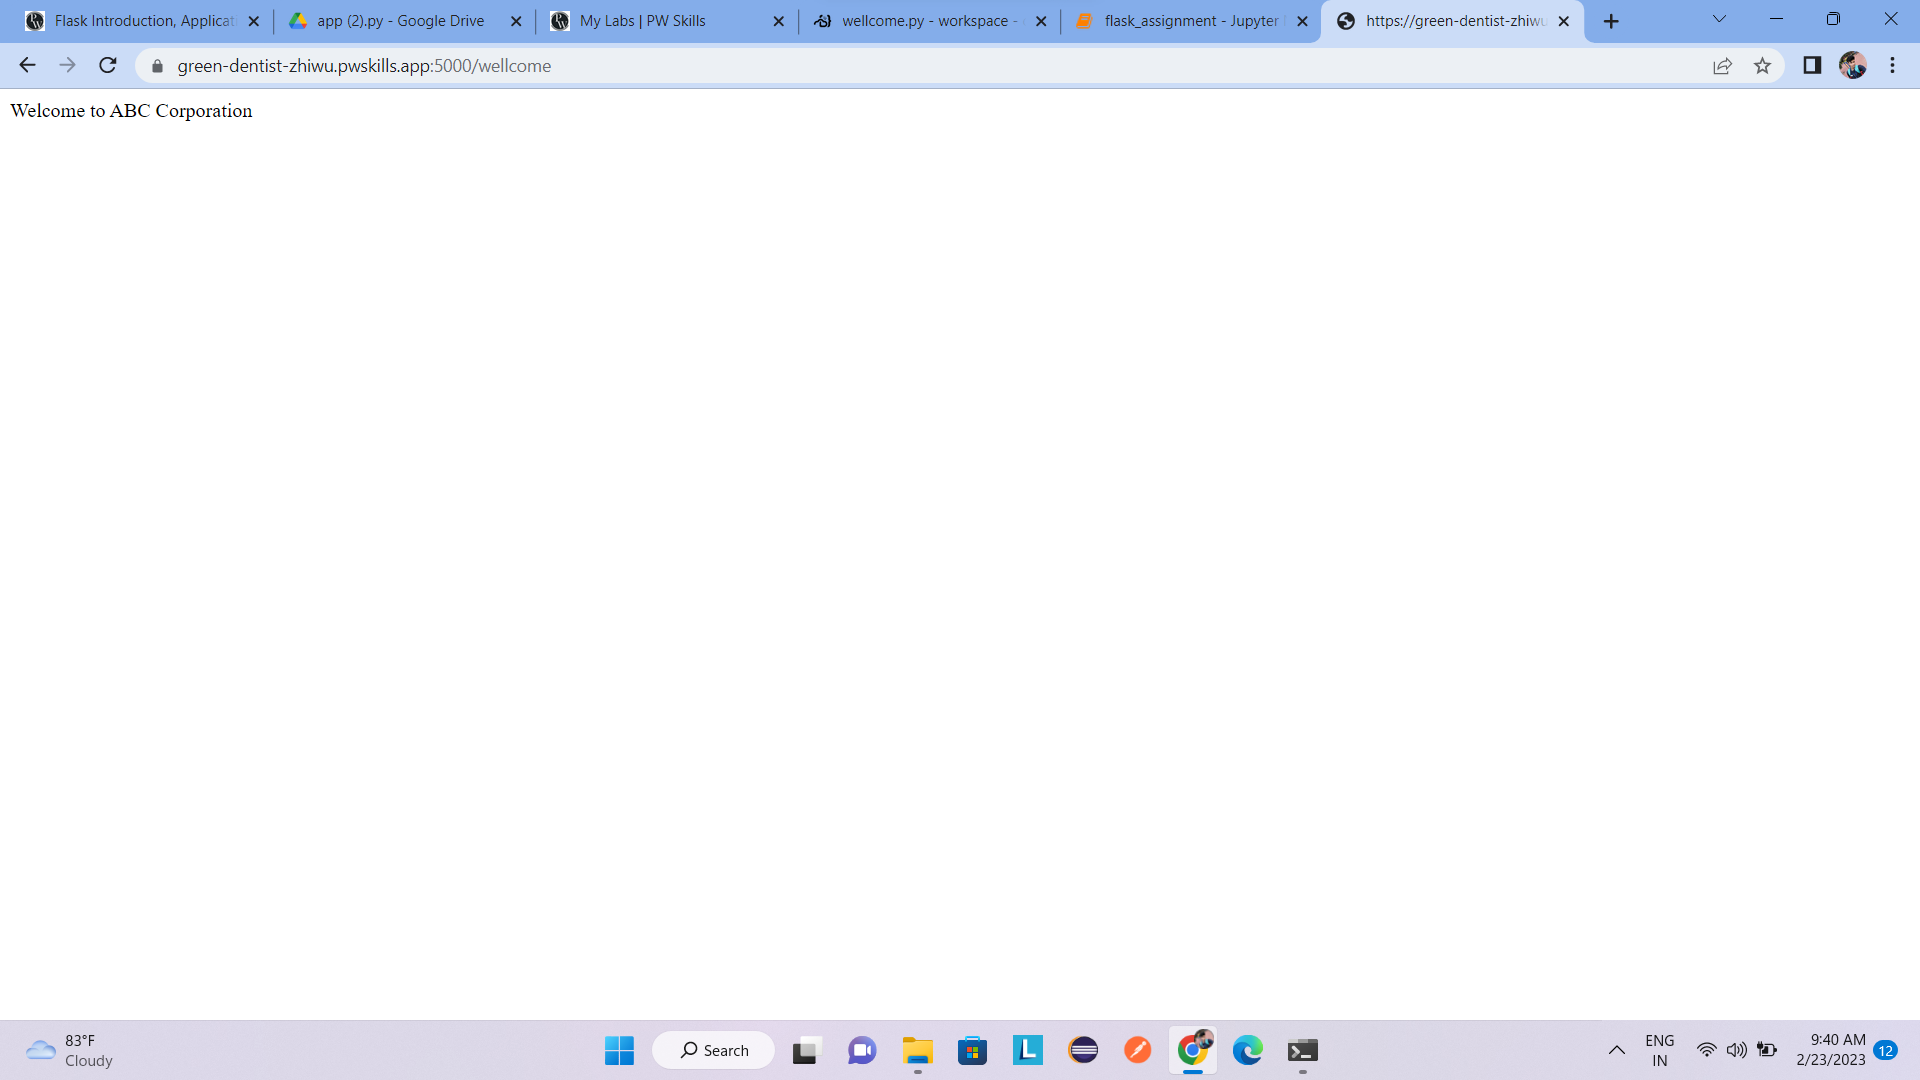 Flask Introduction, Applicat
app (2).py - Google Drive
My Labs | PW Skills
wellcome.py - workspace -
flask_assignment - Jupyter
https://green-dentist-zhiwu
green-dentist-zhiwu.pwskills.app:5000/wellcome
Welcome to ABC Corporation
83°F
Cloudy
Search
ENG
IN
9:40 AM
2/23/2023
12